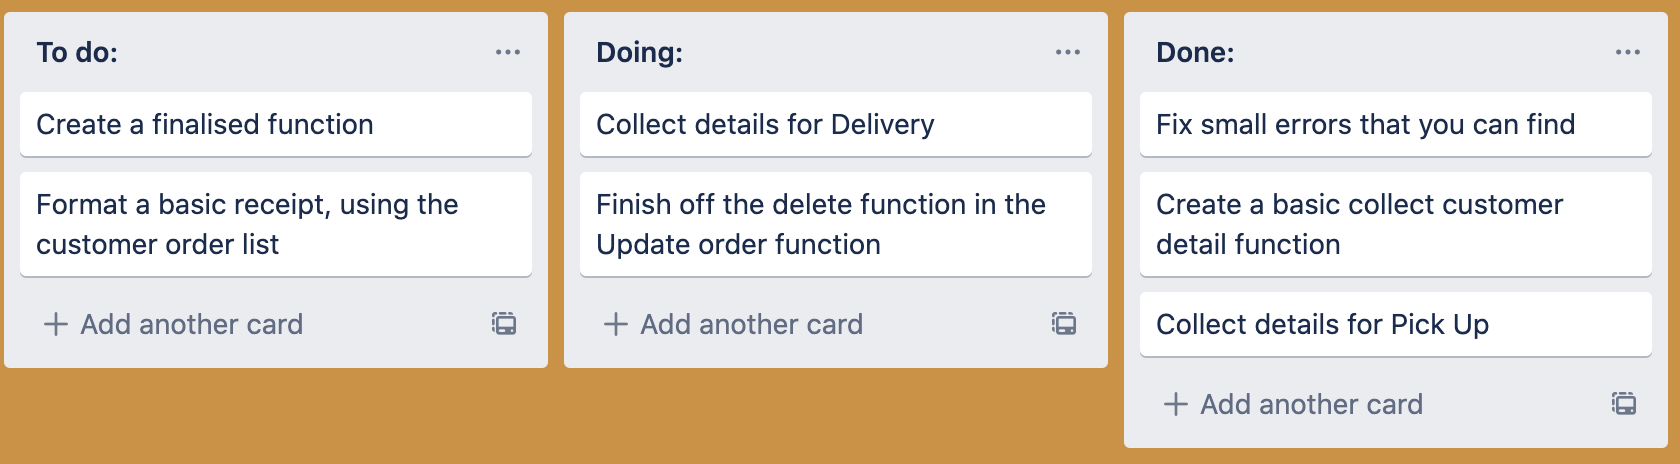 To do:
Create a finalised function
Format a basic receipt, using the
customer order list
Add another card
Doing:
Collect details for Delivery
Finish off the delete function in the
Update order function
Add another card
Done:
Fix small errors that you can find
Create a basic collect customer
detail function
Collect details for Pick Up
Add another card